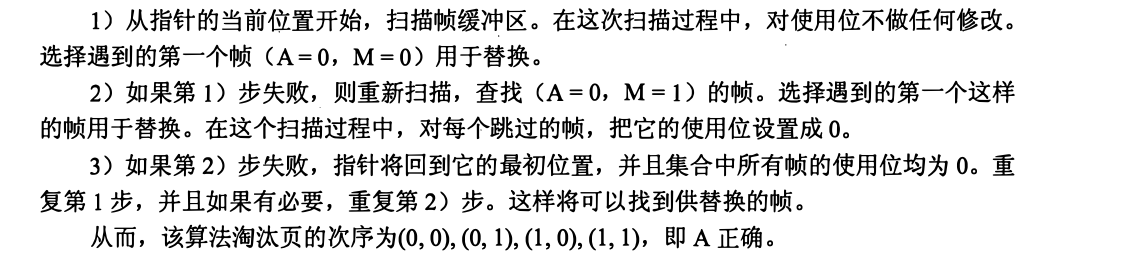 1）从指针的当前位置开始，扫描帧缓冲区。在这次扫描过程中，对使用位不做任何修改。
选择遇到的第一个帧（A = 0，M = 0）用于替换。
2）如果第 1）步失败，则重新扫描，查找（A = 0，M = 1）的帧。选择遇到的第一个这样
的帧用于替换。在这个扫描过程中，对每个跳过的帧，把它的使用位设置成 0。
3）如果第 2）步失败，指针将回到它的最初位置，并且集合中所有帧的使用位均为 0。重
复第 1 步，并且如果有必要，重复第 2）步。这样将可以找到供替换的帧。
从而，该算法淘汰页的次序为(0, 0), (0, 1), (1, 0), (1, 1)，即 A 正确。